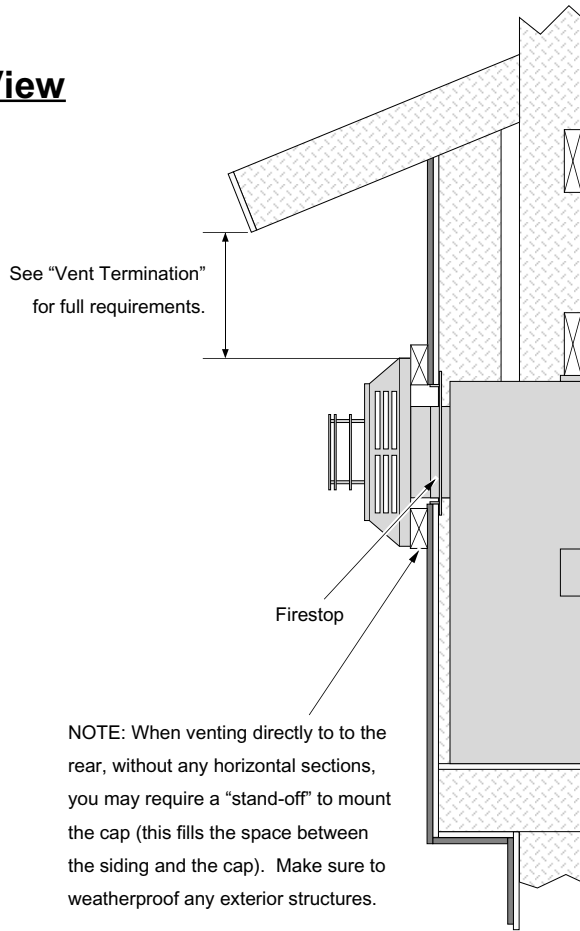 View
See “Vent Termination”
for full requirements.
Firestop
NOTE: When venting directly to to the
rear, without any horizontal sections,
you may require a “stand-off” to mount
the cap (this fills the space between
the siding and the cap).  Make sure to
weatherproof any exterior structures.